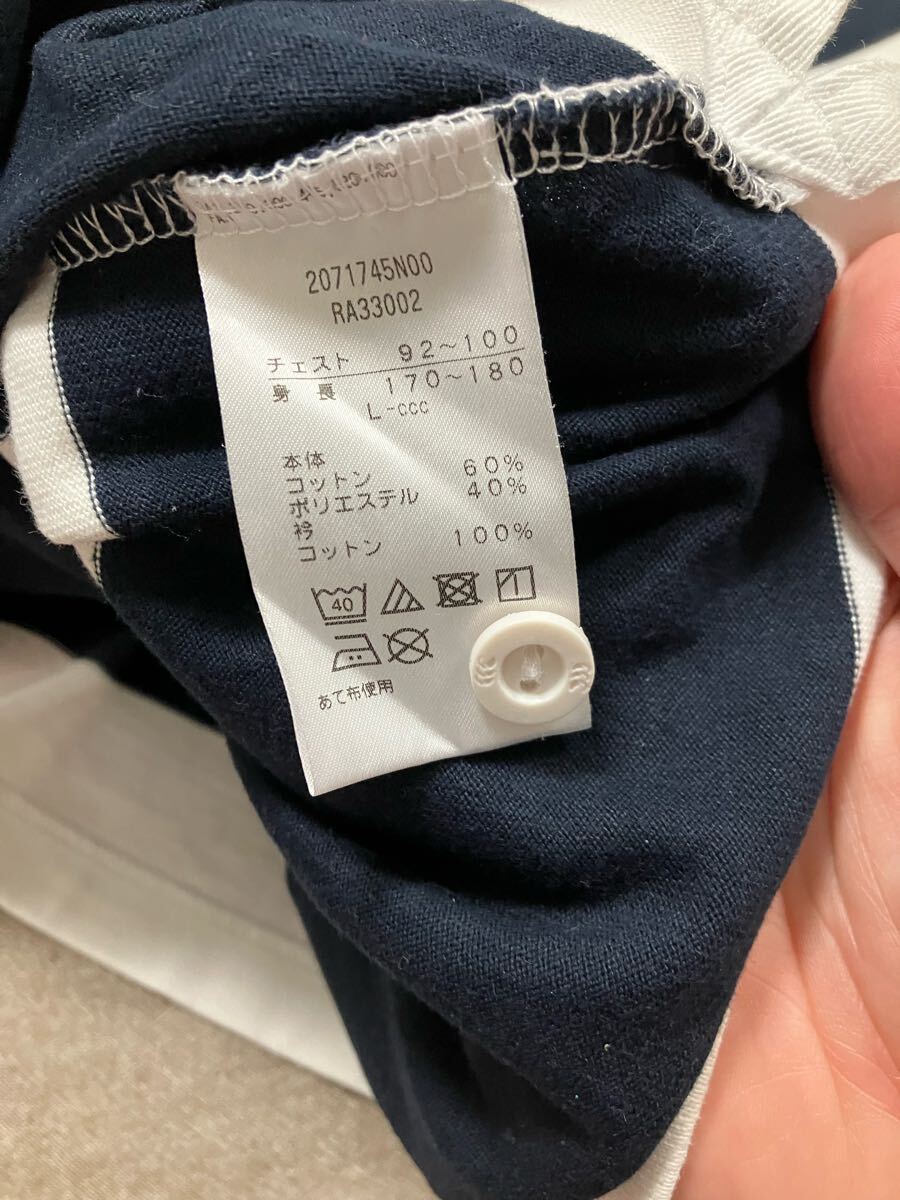 2071745N00
RA33002
チェスト 92～100
身長 170～180
L-ccc
本体
コットン 60%
ポリエステル 40%
衿
コットン 100%
40
あて布使用